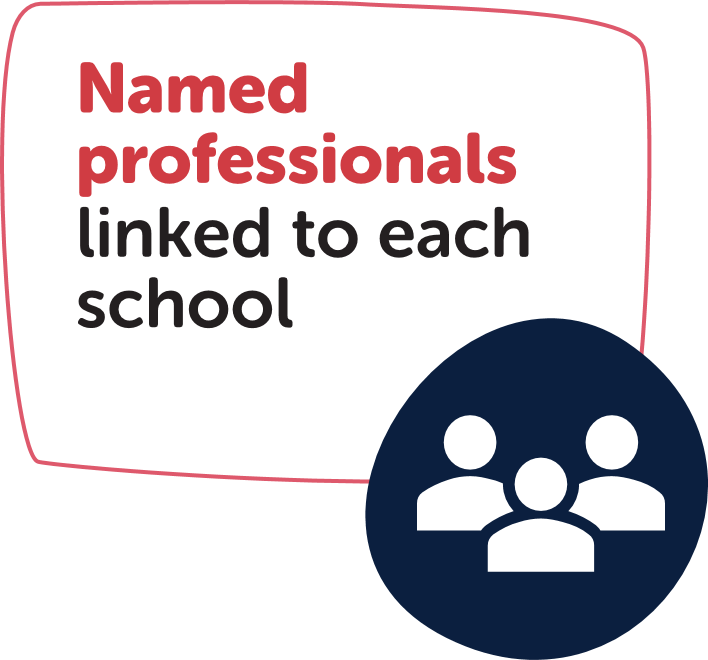 Named
professionals
linked to each
school